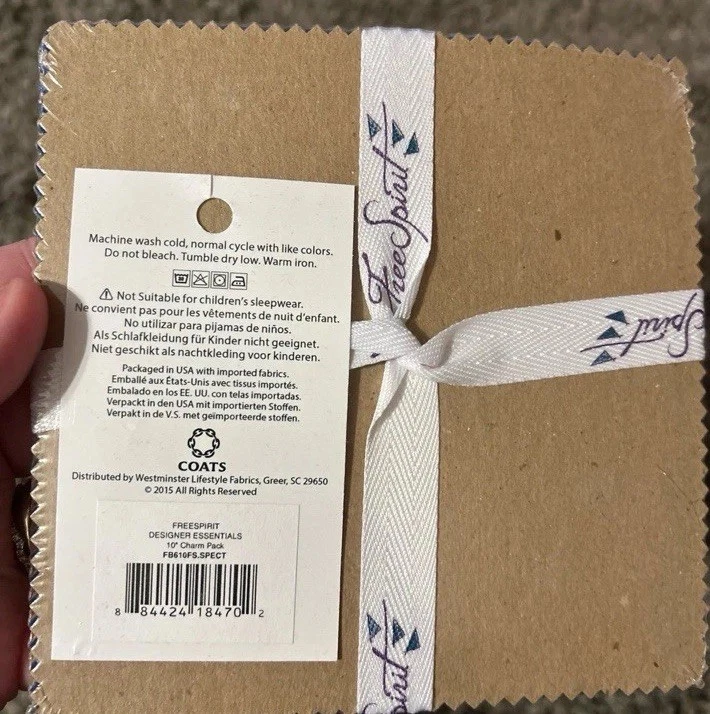 Machine wash cold, normal cycle with like colors.
Do not bleach. Tumble dry low. Warm iron.
⚠ Not Suitable for children's sleepwear.
Ne convient pas pour les vêtements de nuit d'enfant.
No utilizar para pijamas de niños.
Als Schlafkleidung für Kinder nicht geeignet.
Niet geschikt als nachtkleding voor kinderen.
Packaged in USA with imported fabrics.
Emballé aux États-Unis avec tissus importés.
Embalado en los EE. UU. con telas importadas.
Verpackt in den USA mit importierten Stoffen.
Verpakt in de V.S. met geïmporteerde stoffen.
COATS
Distributed by Westminster Lifestyle Fabrics, Greer, SC 29650
© 2015 All Rights Reserved
FREESPIRIT
DESIGNER ESSENTIALS
10" Charm Pack
FB610FS.SPECT
8 84424 18470 2
FreeSpirit
Spirit
pirit